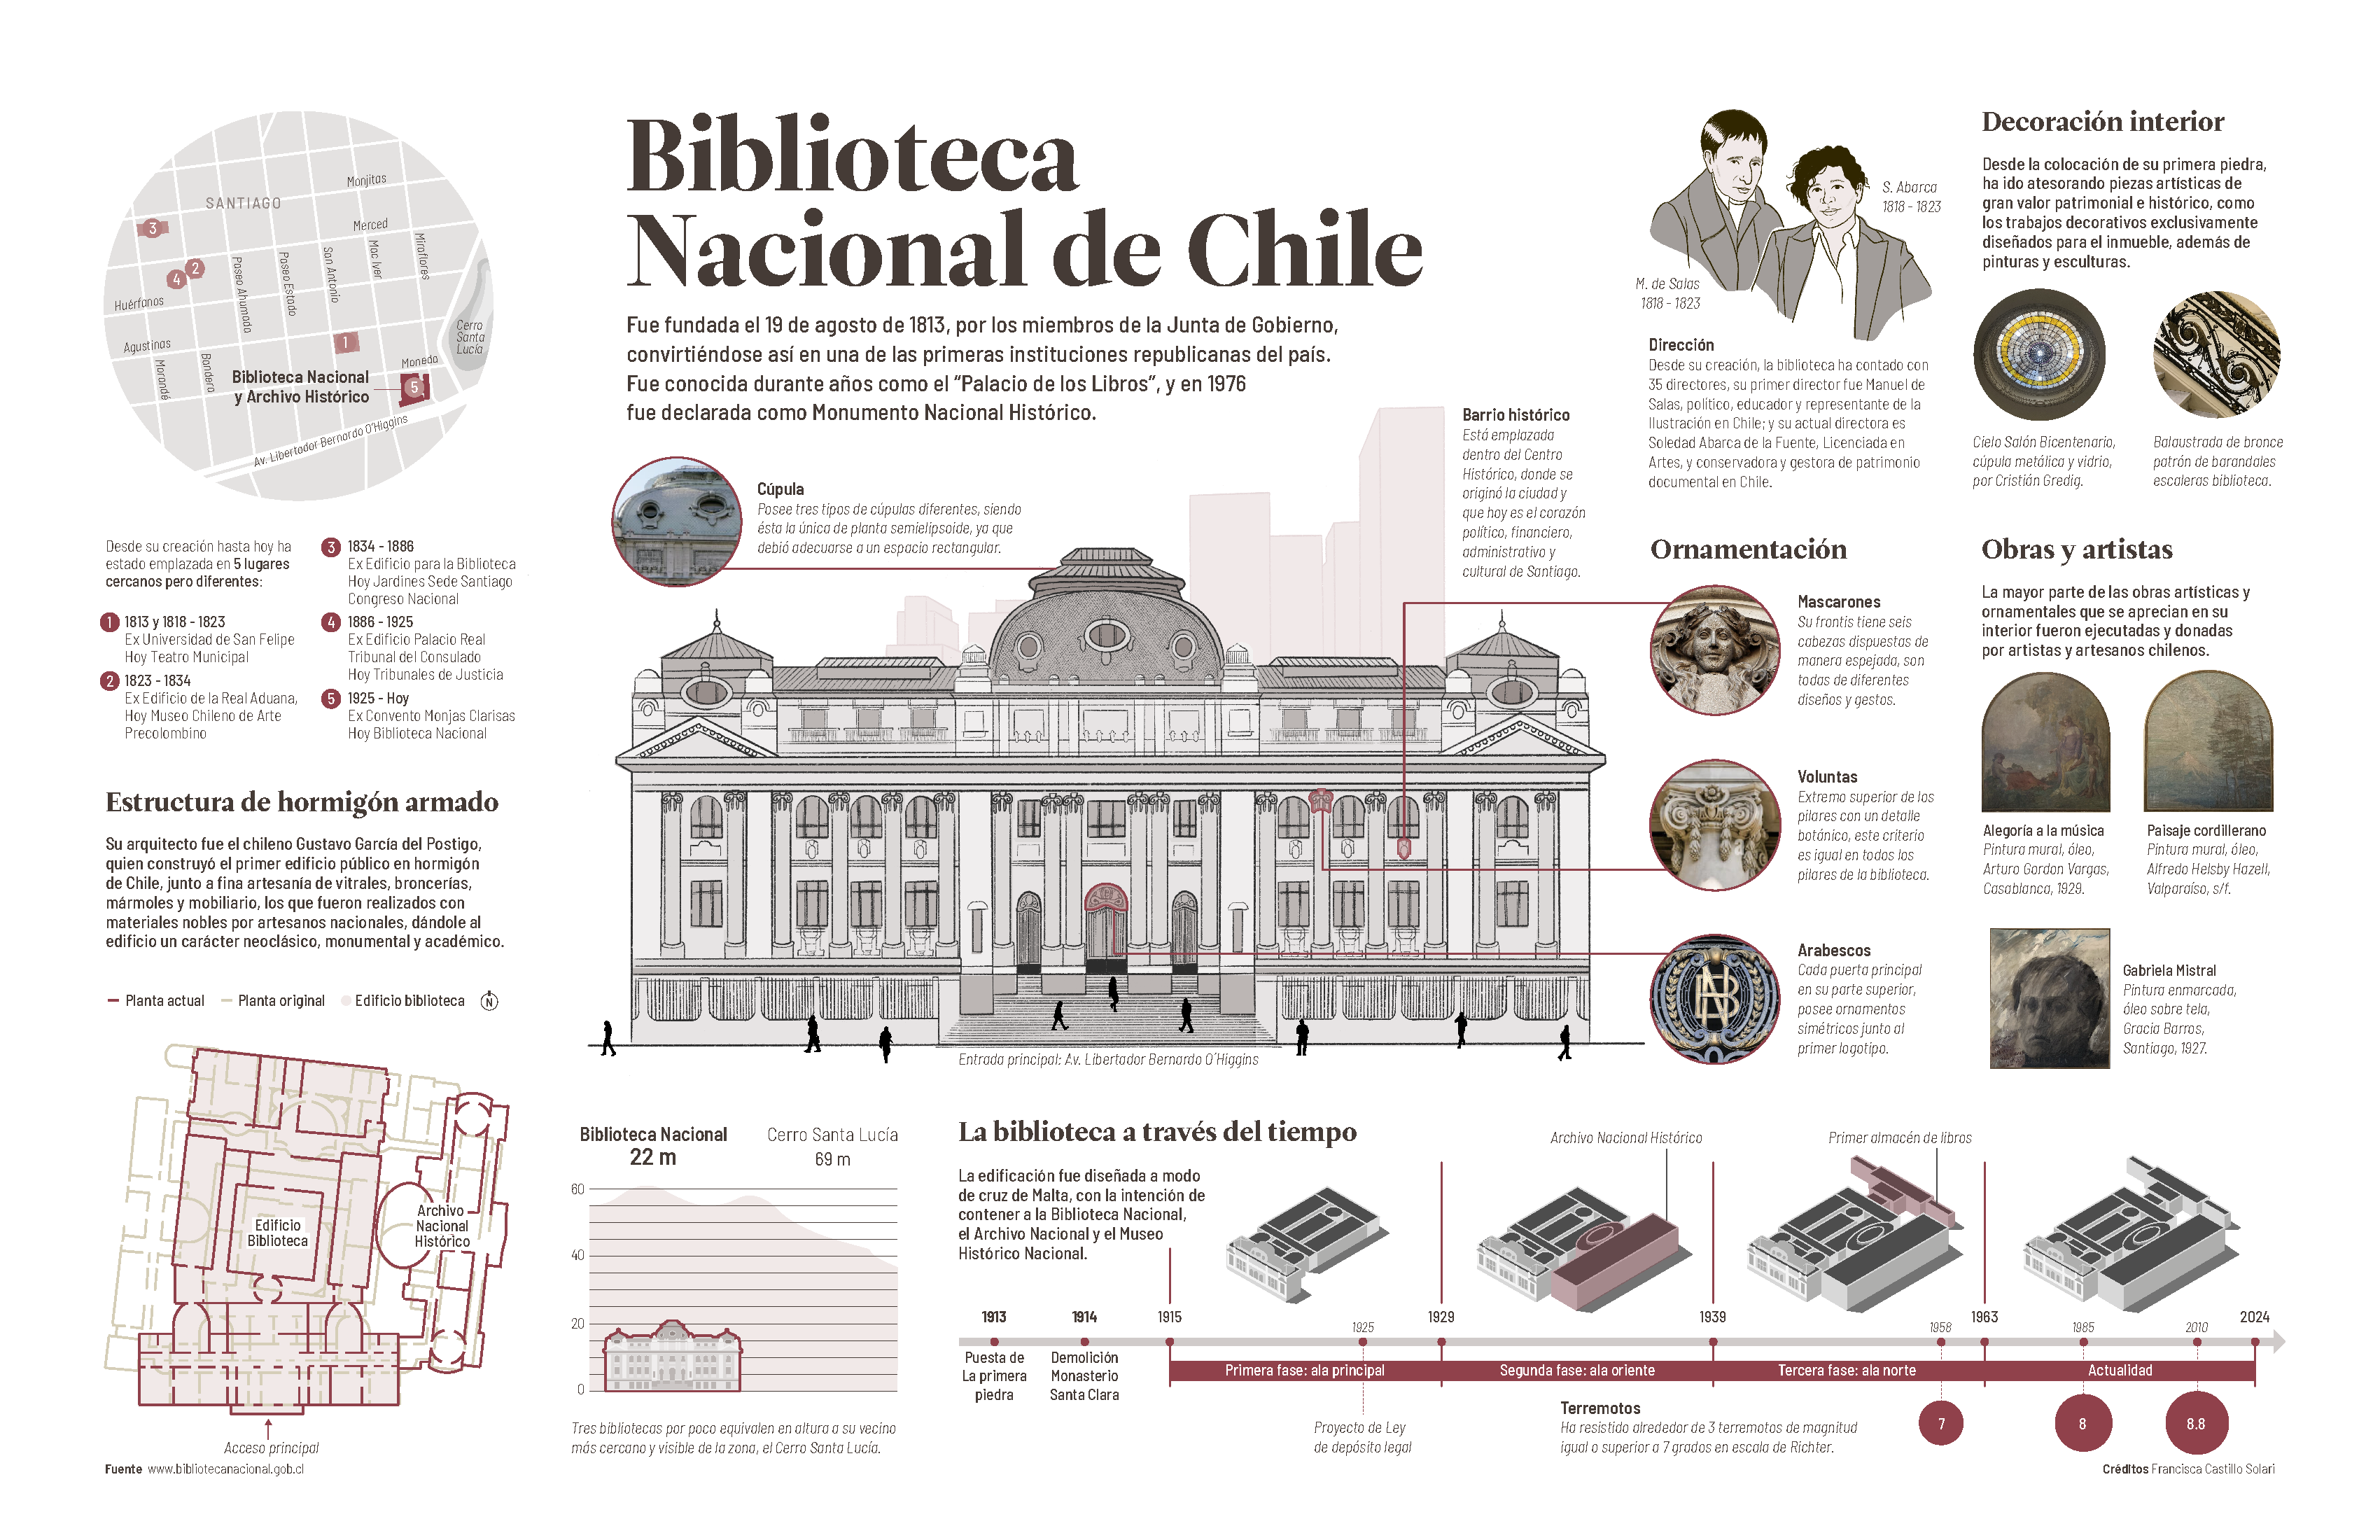 Biblioteca
Nacional de Chile
Fue fundada el 19 de agosto de 1813, por los miembros de la Junta de Gobierno,
convirtiéndose así en una de las primeras instituciones republicanas del país.
Fue conocida durante años como el “Palacio de los Libros”, y en 1976
fue declarada como Monumento Nacional Histórico.
SANTIAGO
Monjitas
Merced
Mac Iver
Miraflores
San Antonio
Paseo Estado
Paseo Ahumada
Huérfanos
Agustinas
Morandé
Bandera
Moneda
Cerro
Santa
Lucía
3
2
4
1
5
Biblioteca Nacional
y Archivo Histórico
Av. Libertador Bernardo O'Higgins
Desde su creación hasta hoy ha
estado emplazada en 5 lugares
cercanos pero diferentes:
1 1813 y 1818 - 1823
Ex Universidad de San Felipe
Hoy Teatro Municipal
2 1823 - 1834
Ex Edificio de la Real Aduana,
Hoy Museo Chileno de Arte
Precolombino
3 1834 - 1886
Ex Edificio para la Biblioteca
Hoy Jardines Sede Santiago
Congreso Nacional
4 1886 - 1925
Ex Edificio Palacio Real
Tribunal del Consulado
Hoy Tribunales de Justicia
5 1925 - Hoy
Ex Convento Monjas Clarisas
Hoy Biblioteca Nacional
Estructura de hormigón armado
Su arquitecto fue el chileno Gustavo García del Postigo,
quien construyó el primer edificio público en hormigón
de Chile, junto a fina artesanía de vitrales, broncerías,
mármoles y mobiliario, los que fueron realizados con
materiales nobles por artesanos nacionales, dándole al
edificio un carácter neoclásico, monumental y académico.
Planta actual
Planta original
Edificio biblioteca
N
Edificio
Biblioteca
Archivo
Nacional
Histórico
Acceso principal
Fuente www.bibliotecanacional.gob.cl
Cúpula
Posee tres tipos de cúpulas diferentes, siendo
ésta la única de planta semielipsoide, ya que
debió adecuarse a un espacio rectangular.
Barrio histórico
Está emplazada
dentro del Centro
Histórico, donde se
originó la ciudad y
que hoy es el corazón
político, financiero,
administrativo y
cultural de Santiago.
Entrada principal: Av. Libertador Bernardo O´Higgins
S. Abarca
1818 - 1823
M. de Salas
1818 - 1823
Dirección
Desde su creación, la biblioteca ha contado con
35 directores, su primer director fue Manuel de
Salas, político, educador y representante de la
Ilustración en Chile; y su actual directora es
Soledad Abarca de la Fuente, Licenciada en
Artes, y conservadora y gestora de patrimonio
documental en Chile.
Ornamentación
Mascarones
Su frontis tiene seis
cabezas dispuestas de
manera espejada, son
todas de diferentes
diseños y gestos.
Voluntas
Extremo superior de los
pilares con un detalle
botánico, este criterio
es igual en todos los
pilares de la biblioteca.
Arabescos
Cada puerta principal
en su parte superior,
posee ornamentos
simétricos junto al
primer logotipo.
Decoración interior
Desde la colocación de su primera piedra,
ha ido atesorando piezas artísticas de
gran valor patrimonial e histórico, como
los trabajos decorativos exclusivamente
diseñados para el inmueble, además de
pinturas y esculturas.
Cielo Salón Bicentenario,
cúpula metálica y vidrio,
por Cristián Gredig.
Balaustrada de bronce
patrón de barandales
escaleras biblioteca.
Obras y artistas
La mayor parte de las obras artísticas y
ornamentales que se aprecian en su
interior fueron ejecutadas y donadas
por artistas y artesanos chilenos.
Alegoría a la música
Pintura mural, óleo,
Arturo Gordon Vargas,
Casablanca, 1929.
Paisaje cordillerano
Pintura mural, óleo,
Alfredo Helsby Hazell,
Valparaíso, s/f.
Gabriela Mistral
Pintura enmarcada,
óleo sobre tela,
Gracia Barros,
Santiago, 1927.
Biblioteca Nacional
22 m
Cerro Santa Lucía
69 m
60
40
20
0
Tres bibliotecas por poco equivalen en altura a su vecino
más cercano y visible de la zona, el Cerro Santa Lucía.
La biblioteca a través del tiempo
La edificación fue diseñada a modo
de cruz de Malta, con la intención de
contener a la Biblioteca Nacional,
el Archivo Nacional y el Museo
Histórico Nacional.
Archivo Nacional Histórico
Primer almacén de libros
1913
1914
1915
1925
1929
1939
1958
1963
1985
2010
2024
Puesta de
La primera
piedra
Demolición
Monasterio
Santa Clara
Primera fase: ala principal
Segunda fase: ala oriente
Tercera fase: ala norte
Actualidad
Proyecto de Ley
de depósito legal
Terremotos
Ha resistido alrededor de 3 terremotos de magnitud
igual o superior a 7 grados en escala de Richter.
7
8
8.8
Créditos Francisca Castillo Solari